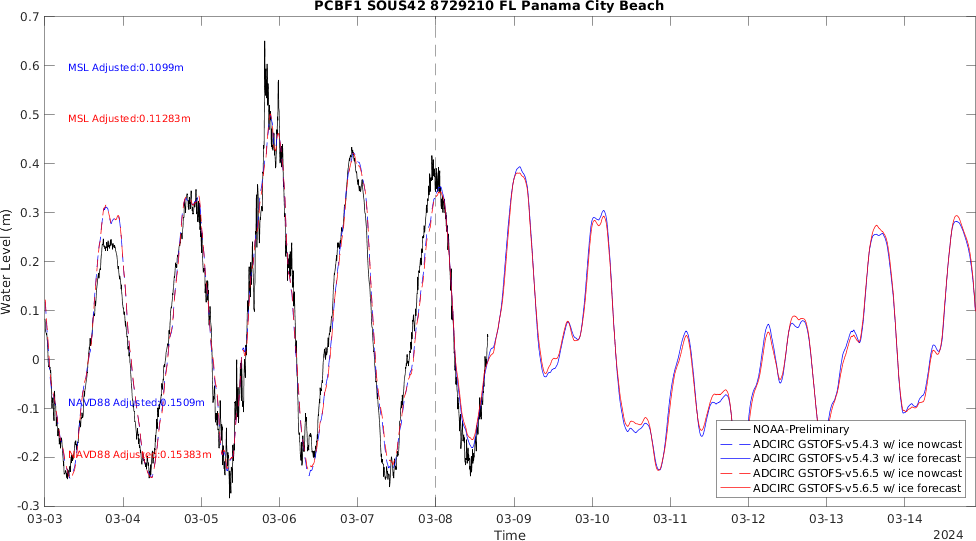 PCBF1 SOUS42 8729210 FL Panama City Beach
0.7
0.6
0.5
0.4
0.3
0.2
0.1
0
-0.1
-0.2
-0.3
Water Level (m)
MSL Adjusted:0.1099m
MSL Adjusted:0.11283m
NAVD88 Adjusted:0.1509m
NAVD88 Adjusted:0.15383m
NOAA-Preliminary
ADCIRC GSTOFS-v5.4.3 w/ ice nowcast
ADCIRC GSTOFS-v5.4.3 w/ ice forecast
ADCIRC GSTOFS-v5.6.5 w/ ice nowcast
ADCIRC GSTOFS-v5.6.5 w/ ice forecast
03-03 03-04 03-05 03-06 03-07 03-08 03-09 03-10 03-11 03-12 03-13 03-14
Time
2024